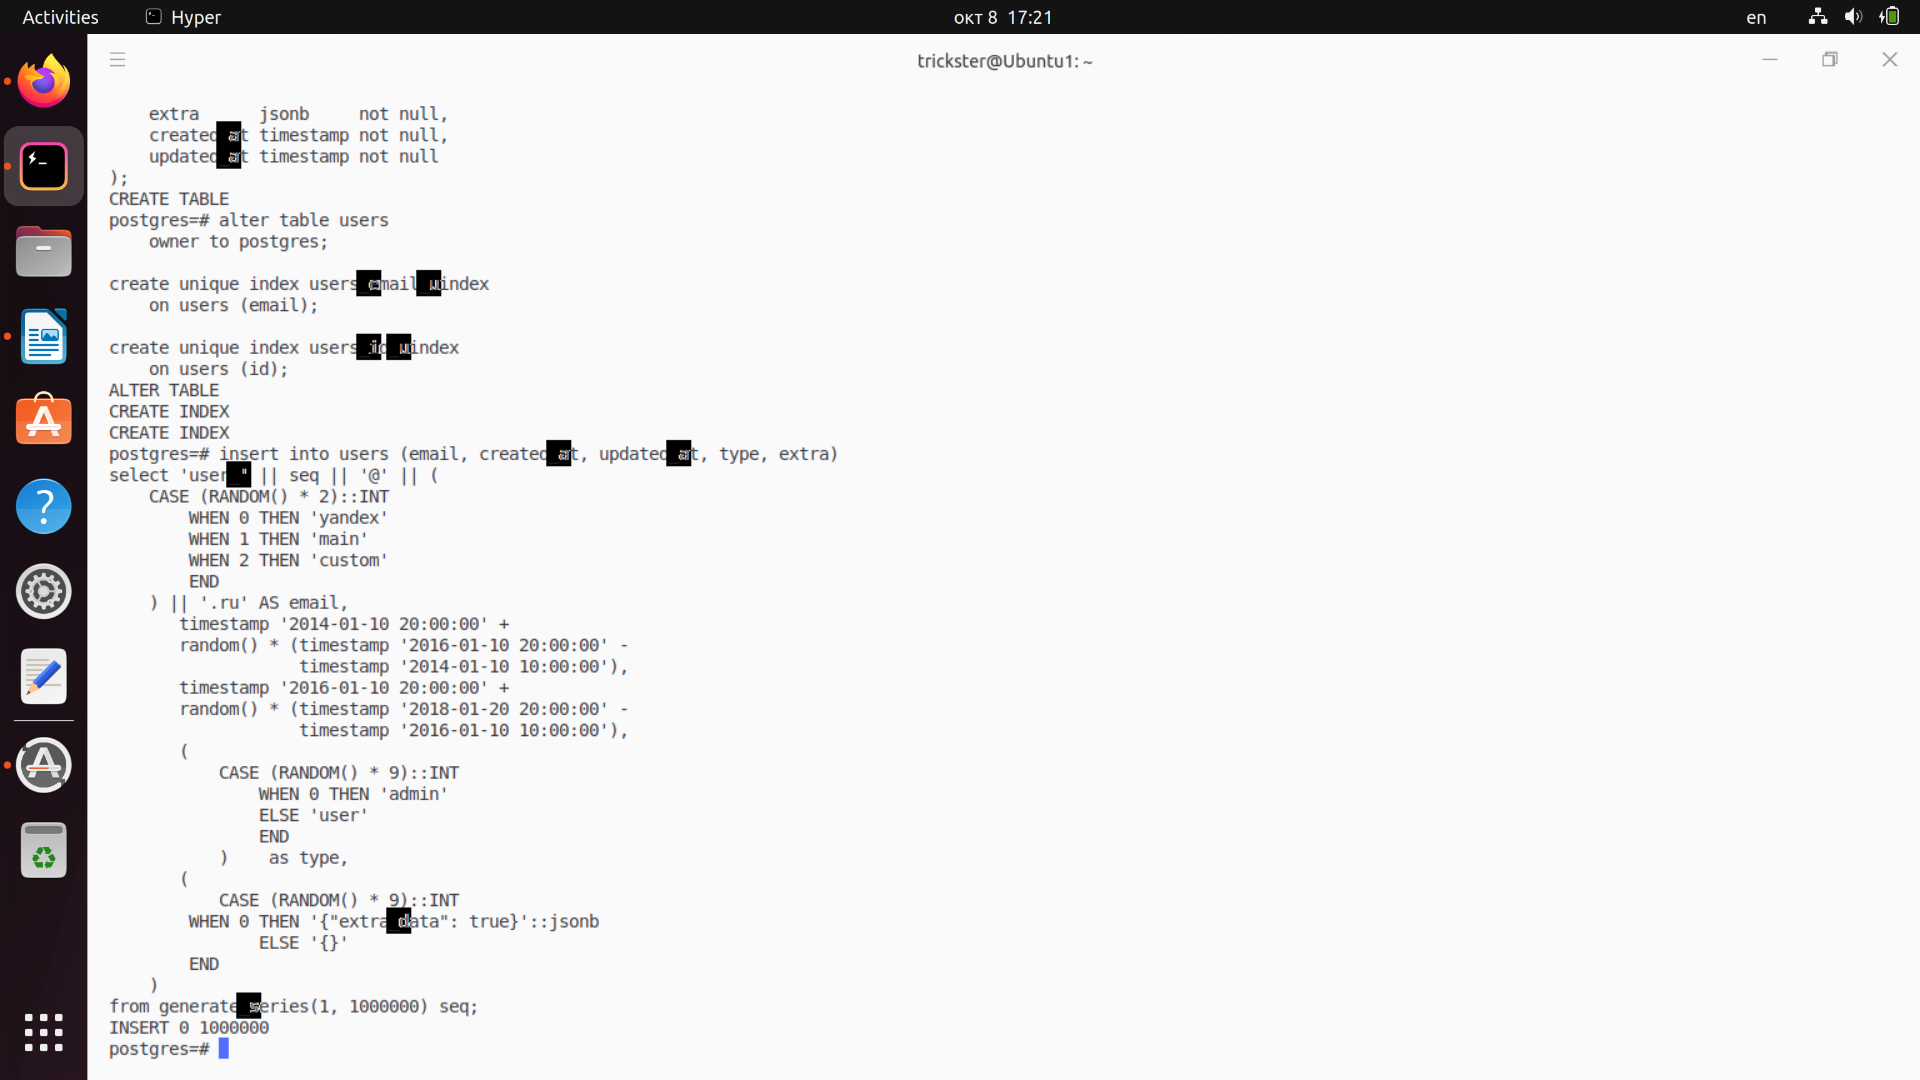 Activities Hyper окт 8 17:21 en
trickster@Ubuntu1: ~
extra jsonb not null,
created_at timestamp not null,
updated_at timestamp not null
);
CREATE TABLE
postgres=# alter table users
owner to postgres;
create unique index users_email_uindex
on users (email);
create unique index users_id_uindex
on users (id);
ALTER TABLE
CREATE INDEX
CREATE INDEX
postgres=# insert into users (email, created_at, updated_at, type, extra)
select 'user_' || seq || '@' || (
CASE (RANDOM() * 2)::INT
WHEN 0 THEN 'yandex'
WHEN 1 THEN 'main'
WHEN 2 THEN 'custom'
END
) || '.ru' AS email,
timestamp '2014-01-10 20:00:00' +
random() * (timestamp '2016-01-10 20:00:00' -
timestamp '2014-01-10 10:00:00'),
timestamp '2016-01-10 20:00:00' +
random() * (timestamp '2018-01-20 20:00:00' -
timestamp '2016-01-10 10:00:00'),
(
CASE (RANDOM() * 9)::INT
WHEN 0 THEN 'admin'
ELSE 'user'
END
) as type,
(
CASE (RANDOM() * 9)::INT
WHEN 0 THEN '{"extra_data": true}'::jsonb
ELSE '{}'
END
)
from generate_series(1, 1000000) seq;
INSERT 0 1000000
postgres=#